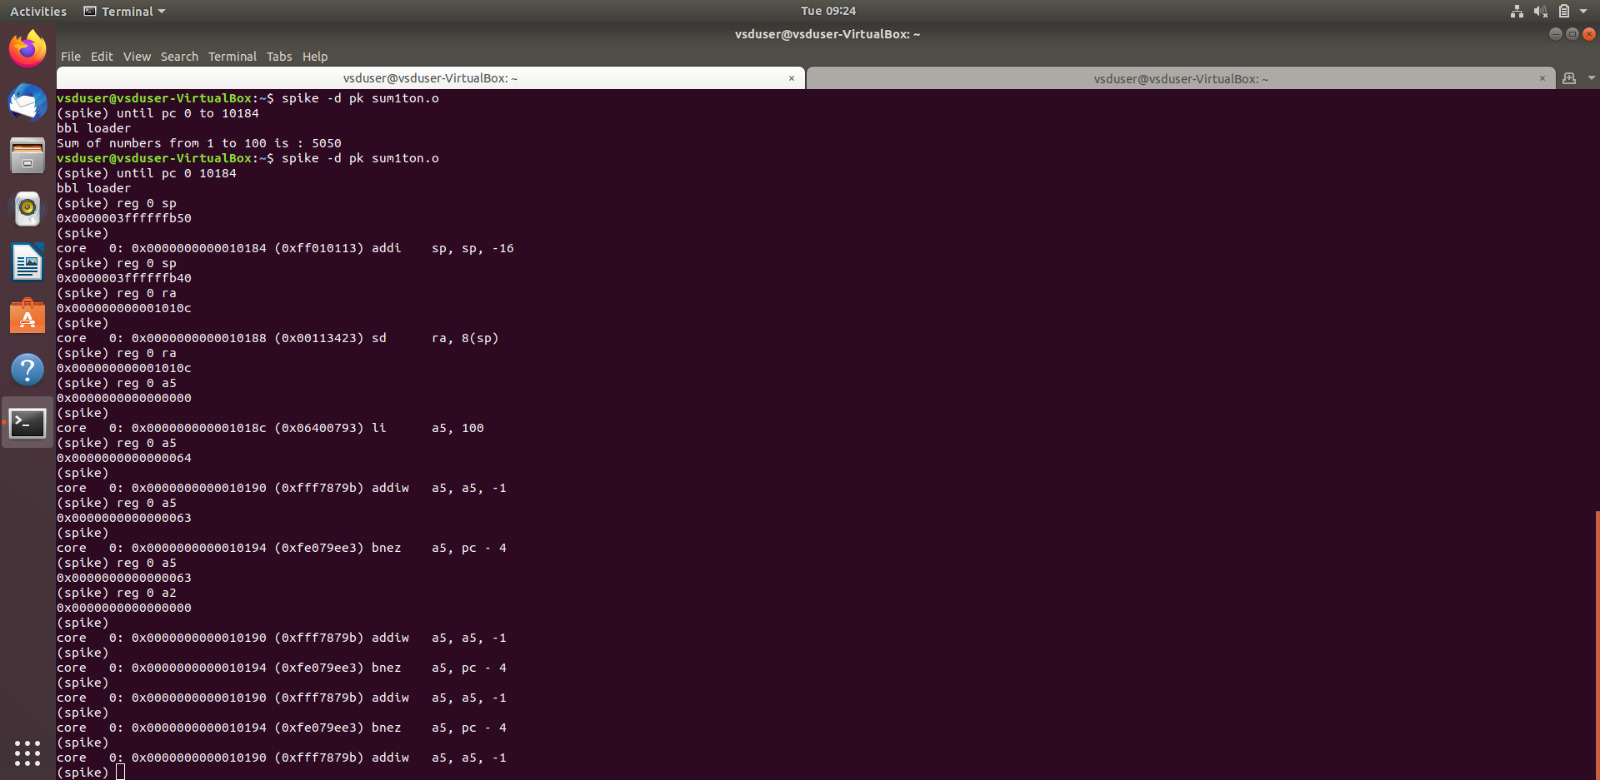 Activities Terminal Tue 09:24
vsduser@vsduser-VirtualBox: ~
File Edit View Search Terminal Tabs Help
vsduser@vsduser-VirtualBox: ~ × vsduser@vsduser-VirtualBox: ~ ×
vsduser@vsduser-VirtualBox:~$ spike -d pk sum1ton.o
(spike) until pc 0 to 10184
bbl loader
Sum of numbers from 1 to 100 is : 5050
vsduser@vsduser-VirtualBox:~$ spike -d pk sum1ton.o
(spike) until pc 0 10184
bbl loader
(spike) reg 0 sp
0x0000003ffffffb50
(spike)
core   0: 0x0000000000010184 (0xff010113) addi    sp, sp, -16
(spike) reg 0 sp
0x0000003ffffffb40
(spike) reg 0 ra
0x000000000001010c
(spike)
core   0: 0x0000000000010188 (0x00113423) sd      ra, 8(sp)
(spike) reg 0 ra
0x000000000001010c
(spike) reg 0 a5
0x0000000000000000
(spike)
core   0: 0x000000000001018c (0x06400793) li      a5, 100
(spike) reg 0 a5
0x0000000000000064
(spike)
core   0: 0x0000000000010190 (0xfff7879b) addiw   a5, a5, -1
(spike) reg 0 a5
0x0000000000000063
(spike)
core   0: 0x0000000000010194 (0xfe079ee3) bnez    a5, pc - 4
(spike) reg 0 a5
0x0000000000000063
(spike) reg 0 a2
0x0000000000000000
(spike)
core   0: 0x0000000000010190 (0xfff7879b) addiw   a5, a5, -1
(spike)
core   0: 0x0000000000010194 (0xfe079ee3) bnez    a5, pc - 4
(spike)
core   0: 0x0000000000010190 (0xfff7879b) addiw   a5, a5, -1
(spike)
core   0: 0x0000000000010194 (0xfe079ee3) bnez    a5, pc - 4
(spike)
core   0: 0x0000000000010190 (0xfff7879b) addiw   a5, a5, -1
(spike)